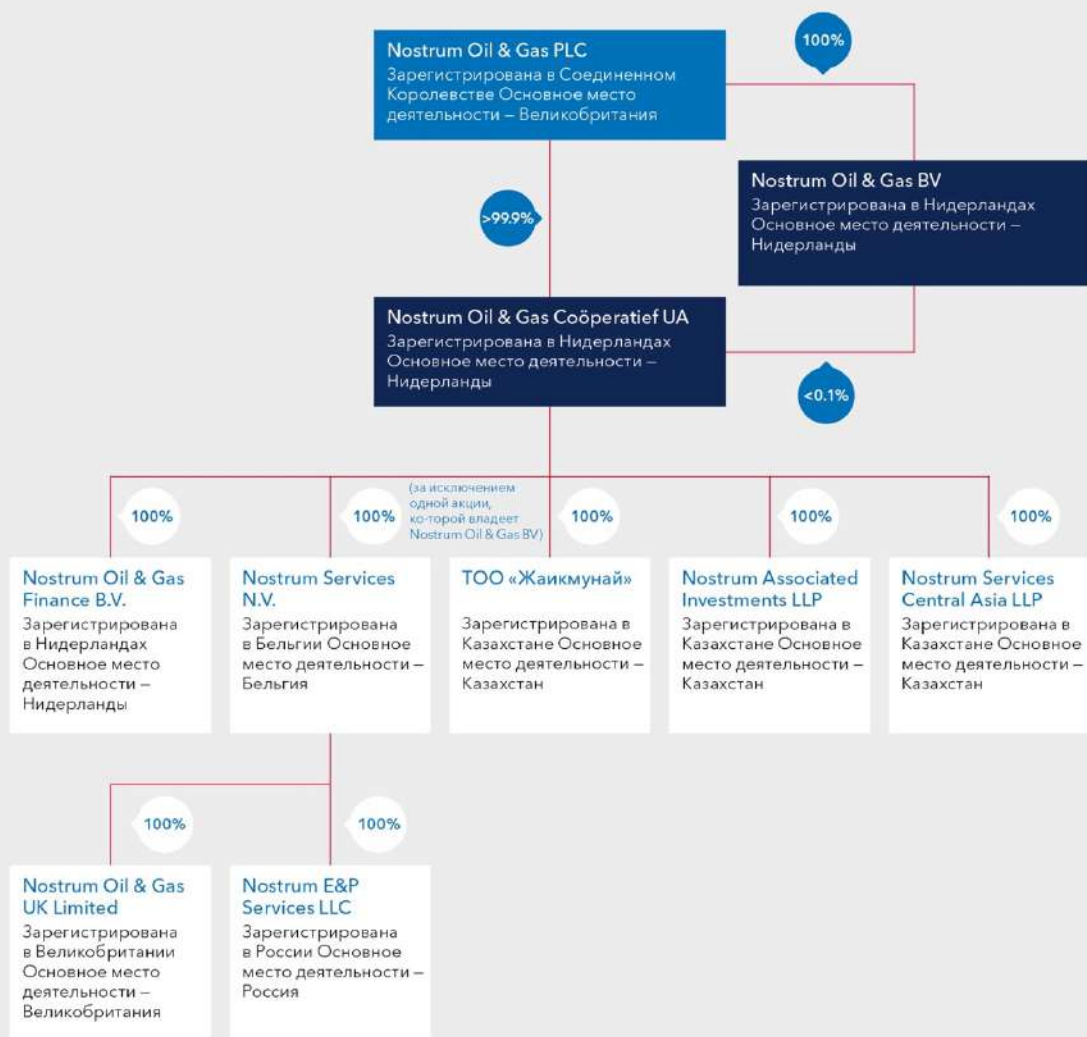 100%
Nostrum Oil & Gas PLC
Зарегистрирована в Соединенном
Королевстве Основное место
деятельности – Великобритания
Nostrum Oil & Gas BV
Зарегистрирована в Нидерландах
Основное место деятельности –
Нидерланды
>99.9%
Nostrum Oil & Gas Coöperatief UA
Зарегистрирована в Нидерландах
Основное место деятельности –
Нидерланды
<0.1%
100%
100%
(за исключением
одной акции,
ко-торой владеет
Nostrum Oil & Gas BV)
100%
100%
100%
Nostrum Oil & Gas
Finance B.V.
Зарегистрирована
в Нидерландах
Основное место
деятельности –
Нидерланды
Nostrum Services
N.V.
Зарегистрирована
в Бельгии Основное
место деятельности –
Бельгия
ТОО «Жаикмунай»
Зарегистрирована в
Казахстане Основное
место деятельности –
Казахстан
Nostrum Associated
Investments LLP
Зарегистрирована в
Казахстане Основное
место деятельности –
Казахстан
Nostrum Services
Central Asia LLP
Зарегистрирована в
Казахстане Основное
место деятельности –
Казахстан
100%
100%
Nostrum Oil & Gas
UK Limited
Зарегистрирована
в Великобритании
Основное место
деятельности –
Великобритания
Nostrum E&P
Services LLC
Зарегистрирована
в России Основное
место деятельности –
Россия